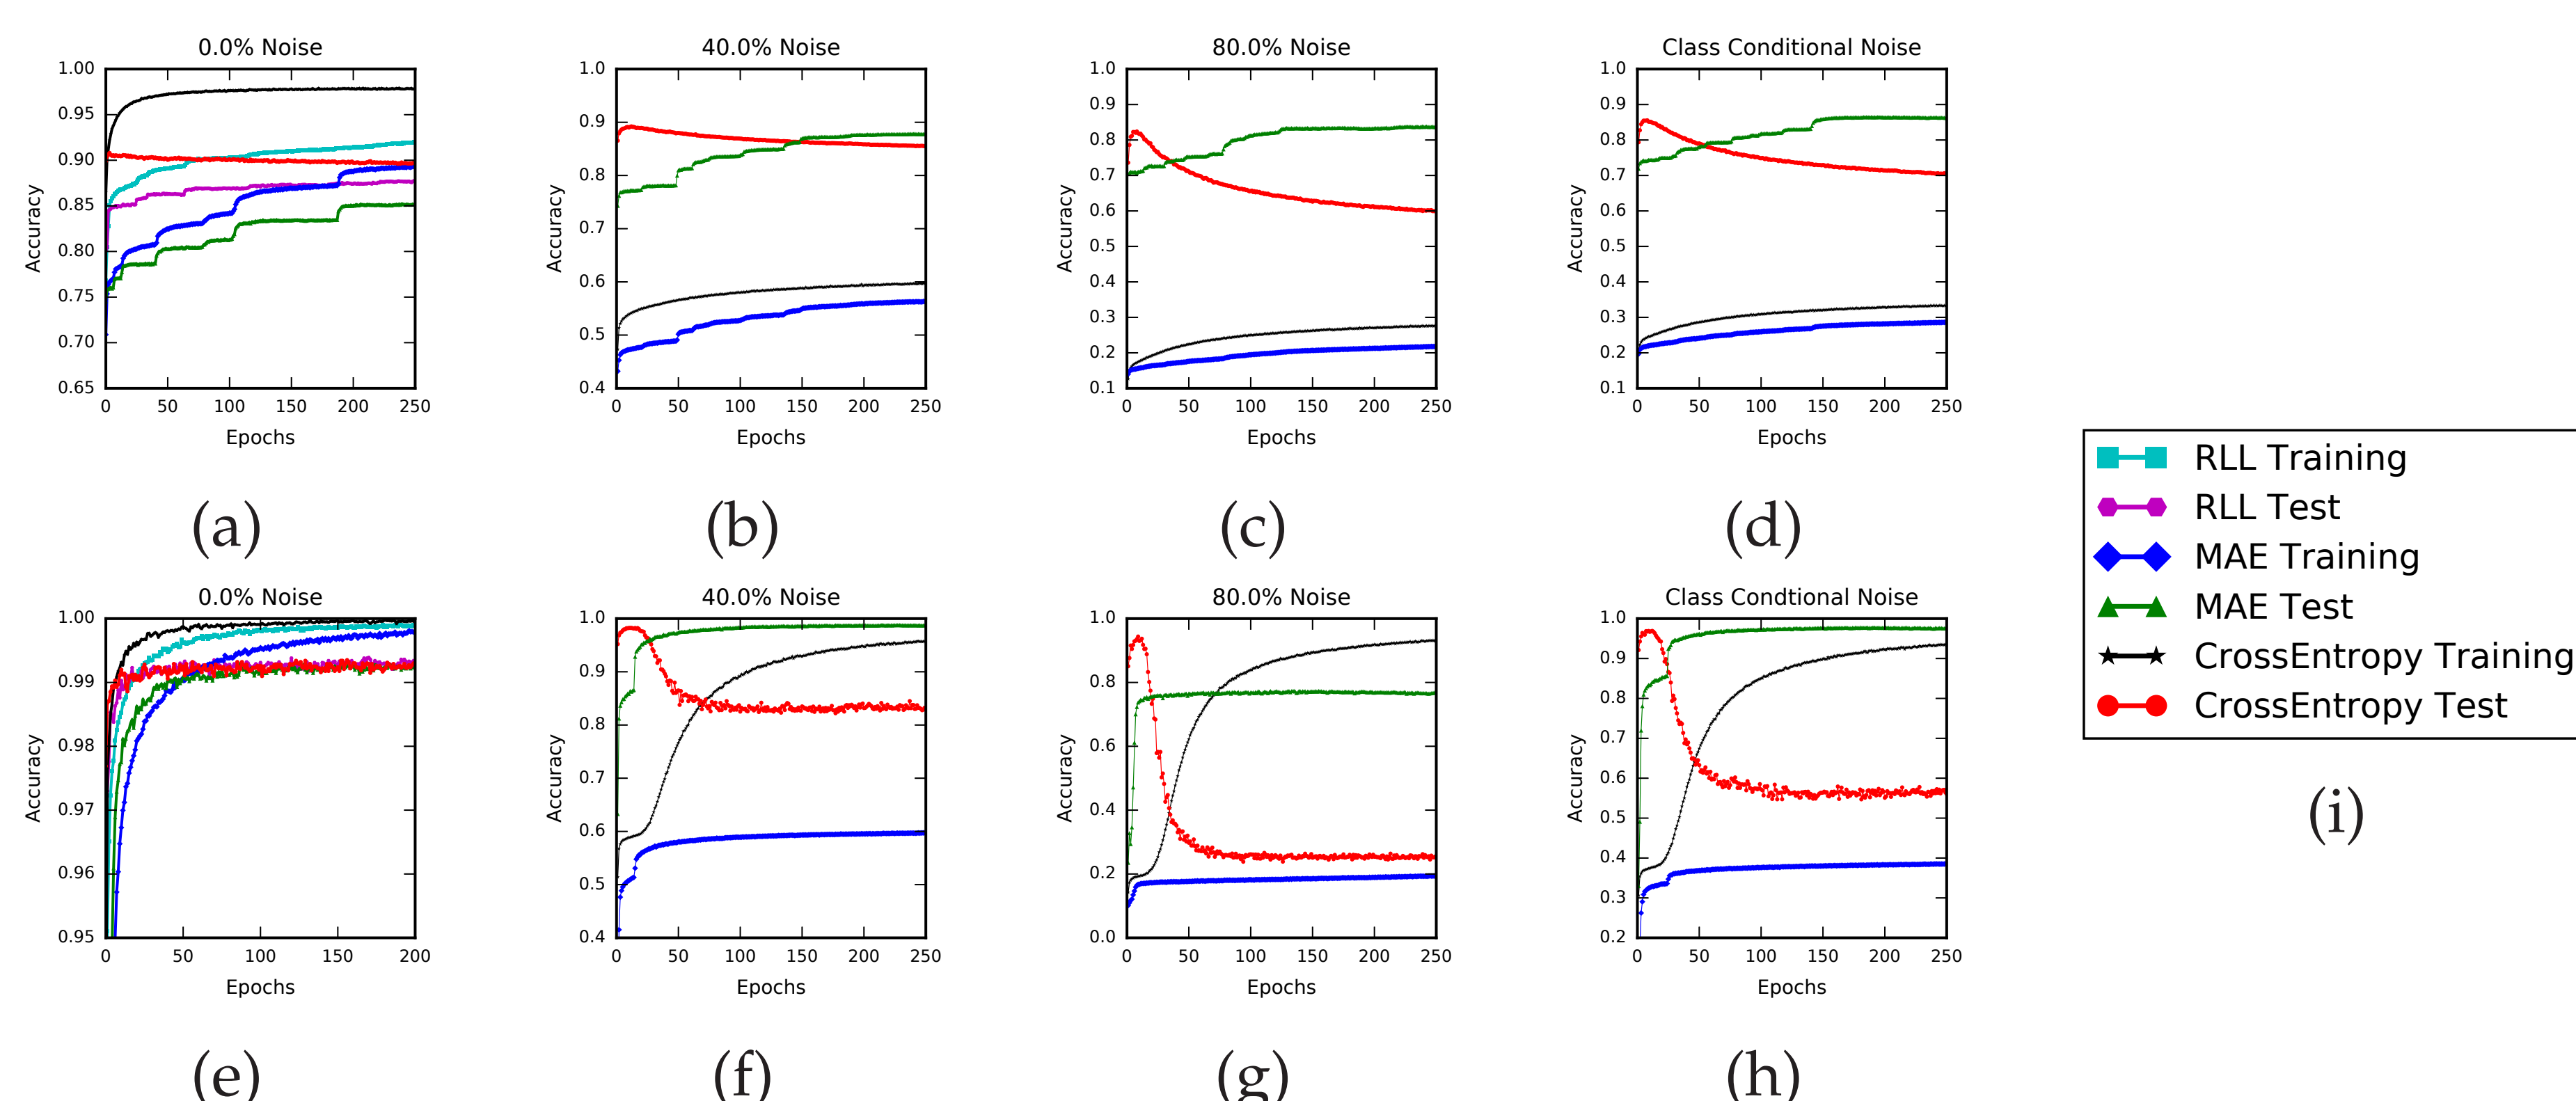 0.0% Noise
1.00
0.95
0.90
0.85
0.80
0.75
0.70
0.65
Accuracy
0 50 100 150 200 250
Epochs
(a)
40.0% Noise
1.0
0.9
0.8
0.7
0.6
0.5
0.4
Accuracy
0 50 100 150 200 250
Epochs
(b)
80.0% Noise
1.0
0.9
0.8
0.7
0.6
0.5
0.4
0.3
0.2
0.1
Accuracy
0 50 100 150 200 250
Epochs
(c)
Class Conditional Noise
1.0
0.9
0.8
0.7
0.6
0.5
0.4
0.3
0.2
0.1
Accuracy
0 50 100 150 200 250
Epochs
(d)
0.0% Noise
1.00
0.99
0.98
0.97
0.96
0.95
Accuracy
0 50 100 150 200
Epochs
(e)
40.0% Noise
1.0
0.9
0.8
0.7
0.6
0.5
0.4
Accuracy
0 50 100 150 200 250
Epochs
(f)
80.0% Noise
1.0
0.8
0.6
0.4
0.2
0.0
Accuracy
0 50 100 150 200 250
Epochs
(g)
Class Condtional Noise
1.0
0.9
0.8
0.7
0.6
0.5
0.4
0.3
0.2
Accuracy
0 50 100 150 200 250
Epochs
(h)
RLL Training
RLL Test
MAE Training
MAE Test
CrossEntropy Training
CrossEntropy Test
(i)